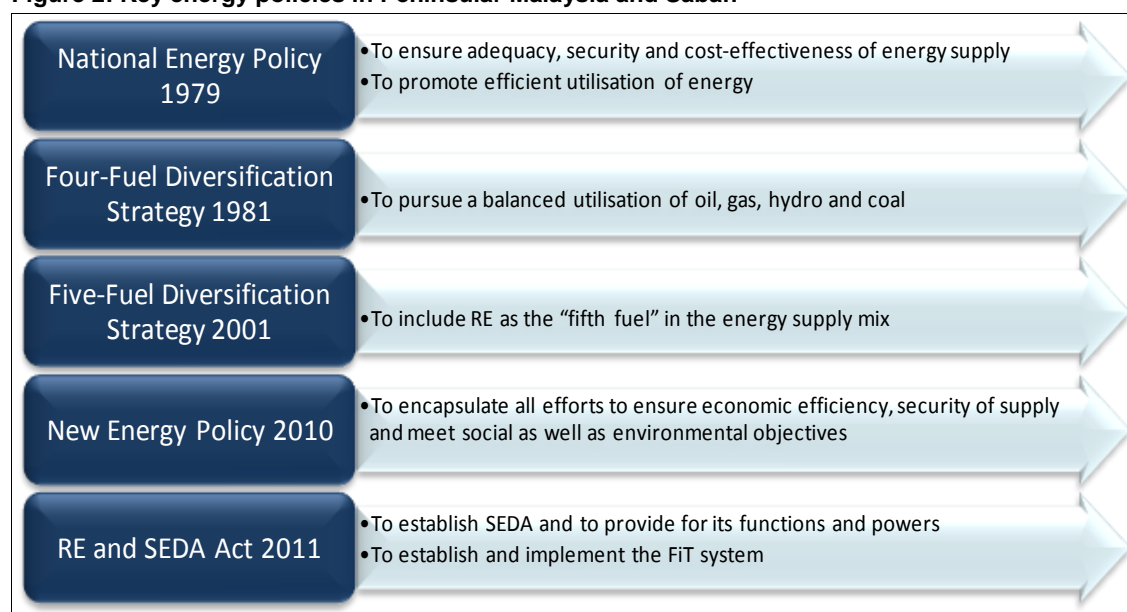 Figure 2: Key energy policies in Peninsular Malaysia and Sabah
National Energy Policy
1979
•To ensure adequacy, security and cost-effectiveness of energy supply
•To promote efficient utilisation of energy
Four-Fuel Diversification
Strategy 1981
•To pursue a balanced utilisation of oil, gas, hydro and coal
Five-Fuel Diversification
Strategy 2001
•To include RE as the “fifth fuel” in the energy supply mix
New Energy Policy 2010
•To encapsulate all efforts to ensure economic efficiency, security of supply
and meet social as well as environmental objectives
RE and SEDA Act 2011
•To establish SEDA and to provide for its functions and powers
•To establish and implement the FiT system